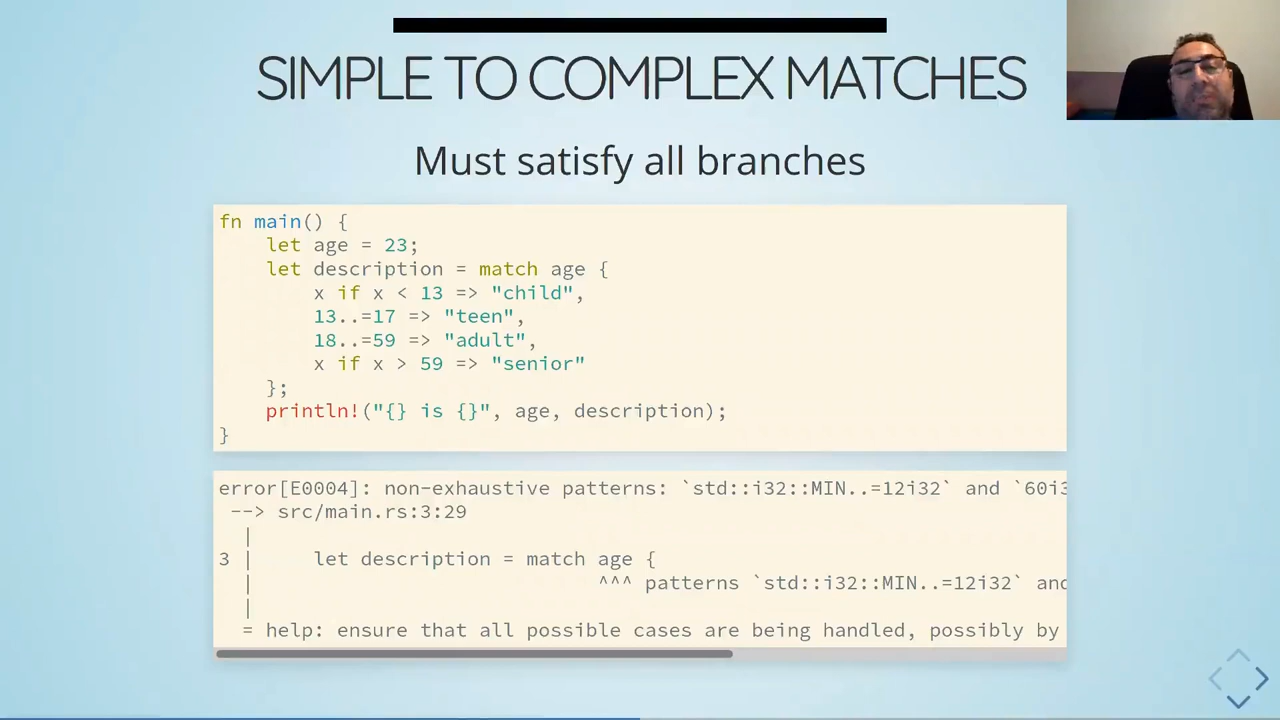 SIMPLE TO COMPLEX MATCHES
Must satisfy all branches
fn main() {
    let age = 23;
    let description = match age {
        x if x < 13 => "child",
        13..=17 => "teen",
        18..=59 => "adult",
        x if x > 59 => "senior"
    };
    println!("{} is {}", age, description);
}
error[E0004]: non-exhaustive patterns: `std::i32::MIN..=12i32` and `60i3
 --> src/main.rs:3:29
  |
3 |     let description = match age {
  |                             ^^^ patterns `std::i32::MIN..=12i32` and
  |
  = help: ensure that all possible cases are being handled, possibly by